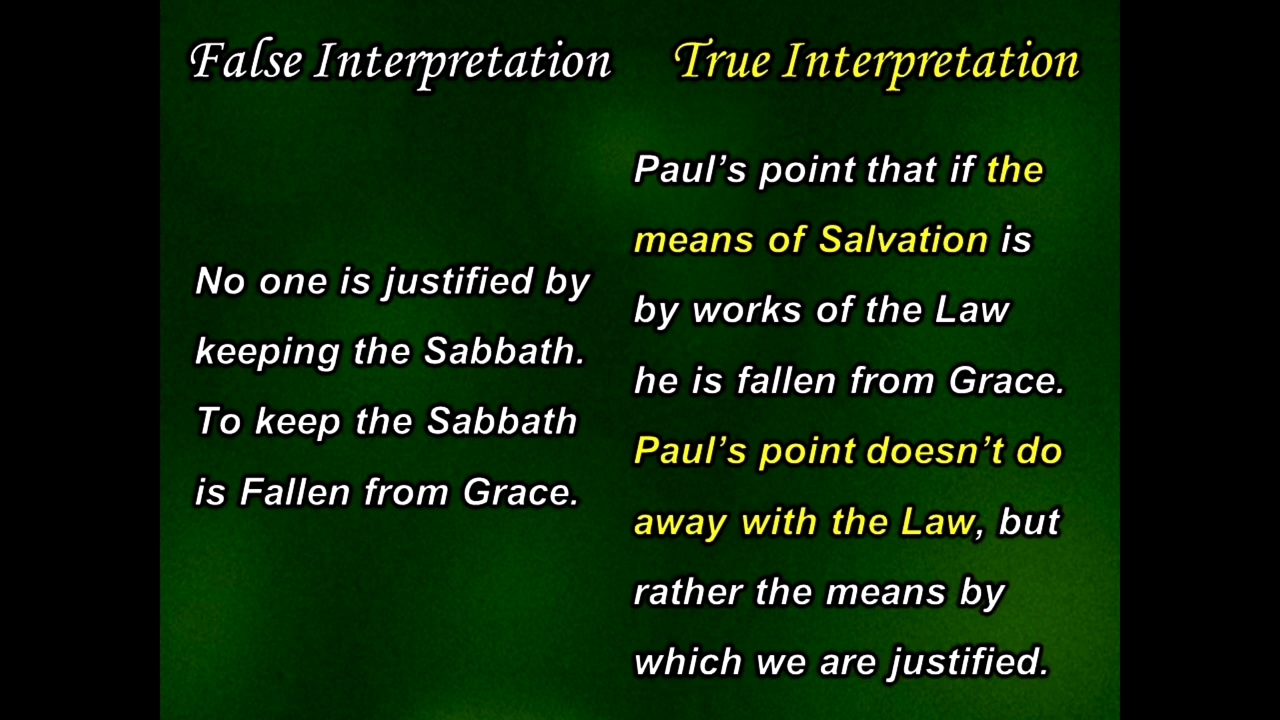 False Interpretation
True Interpretation
No one is justified by
keeping the Sabbath.
To keep the Sabbath
is Fallen from Grace.
Paul’s point that if the
means of Salvation is
by works of the Law
he is fallen from Grace.
Paul’s point doesn’t do
away with the Law, but
rather the means by
which we are justified.